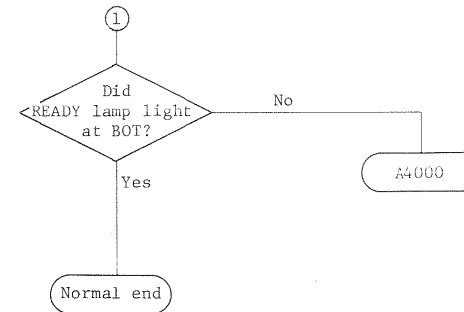 1
Did
READY lamp light
at BOT?
No
Yes
A4000
Normal end